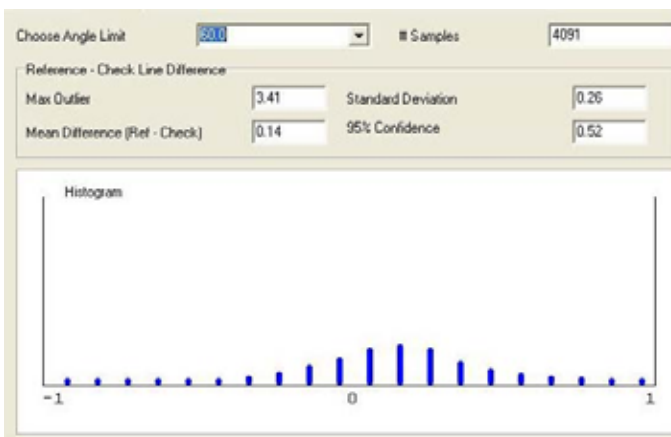 Choose Angle Limit 60.0 # Samples 4091
Reference - Check Line Difference
Max Outlier 3.41 Standard Deviation 0.26
Mean Difference (Ref - Check) 0.14 95% Confidence 0.52
Histogram
-1 0 1